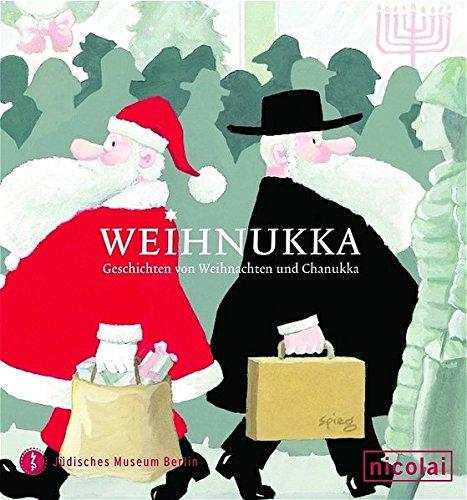 WEIHNUKKA
Geschichten von Weihnachten und Chanukka
spieg
Jüdisches Museum Berlin
nicolai